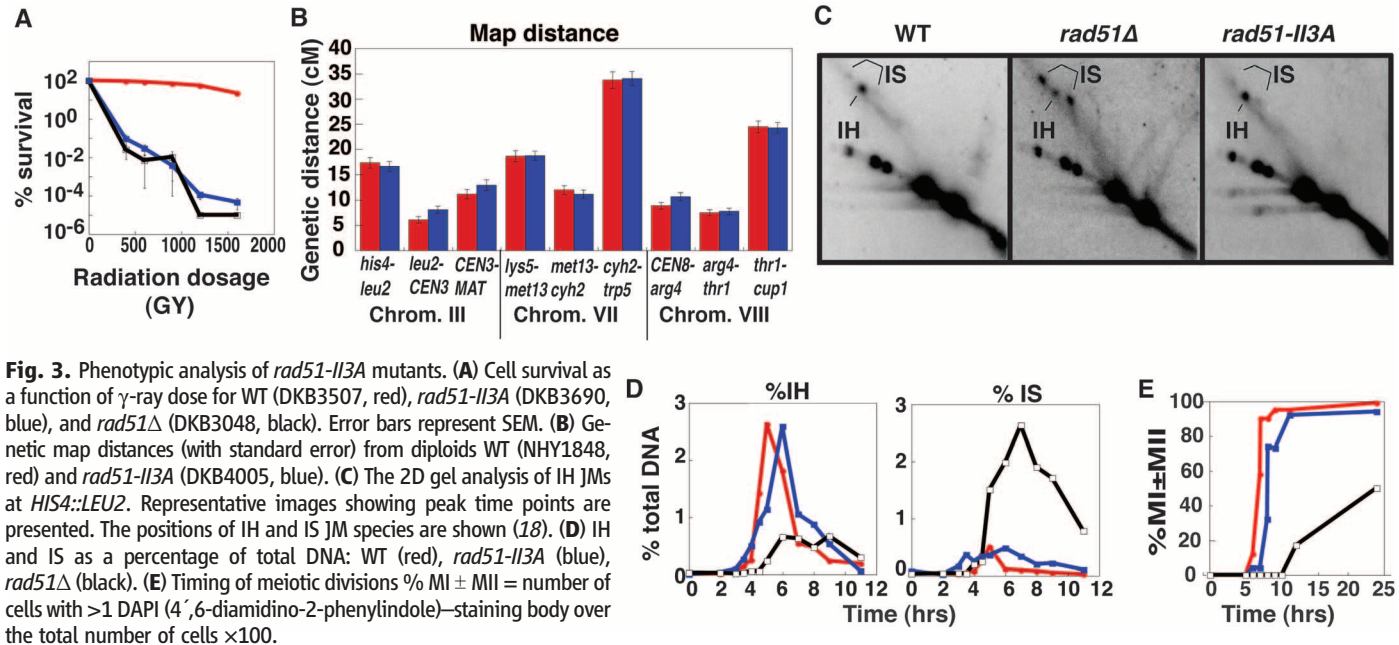 A
% survival
10²
10⁰
10⁻²
10⁻⁴
10⁻⁶
0 500 1000 1500 2000
Radiation dosage
(GY)
B
Map distance
Genetic distance (cM)
40
35
30
25
20
15
10
5
0
his4- leu2- CEN3- lys5- met13- cyh2- CEN8- arg4- thr1-
leu2 CEN3 MAT met13 cyh2 trp5 arg4 thr1 cup1
Chrom. III Chrom. VII Chrom. VIII
C
WT rad51Δ rad51-II3A
IS IS IS
IH IH IH
Fig. 3. Phenotypic analysis of rad51-II3A mutants. (A) Cell survival as
a function of γ-ray dose for WT (DKB3507, red), rad51-II3A (DKB3690,
blue), and rad51Δ (DKB3048, black). Error bars represent SEM. (B) Ge-
netic map distances (with standard error) from diploids WT (NHY1848,
red) and rad51-II3A (DKB4005, blue). (C) The 2D gel analysis of IH JMs
at HIS4::LEU2. Representative images showing peak time points are
presented. The positions of IH and IS JM species are shown (18). (D) IH
and IS as a percentage of total DNA: WT (red), rad51-II3A (blue),
rad51Δ (black). (E) Timing of meiotic divisions % MI ± MII = number of
cells with >1 DAPI (4´,6-diamidino-2-phenylindole)–staining body over
the total number of cells ×100.
D
%IH
% total DNA
3
2
1
0
0 2 4 6 8 10 12
Time (hrs)
% IS
3
2
1
0
0 2 4 6 8 10 12
Time (hrs)
E
%MI±MII
100
80
60
40
20
0
0 5 10 15 20 25
Time (hrs)